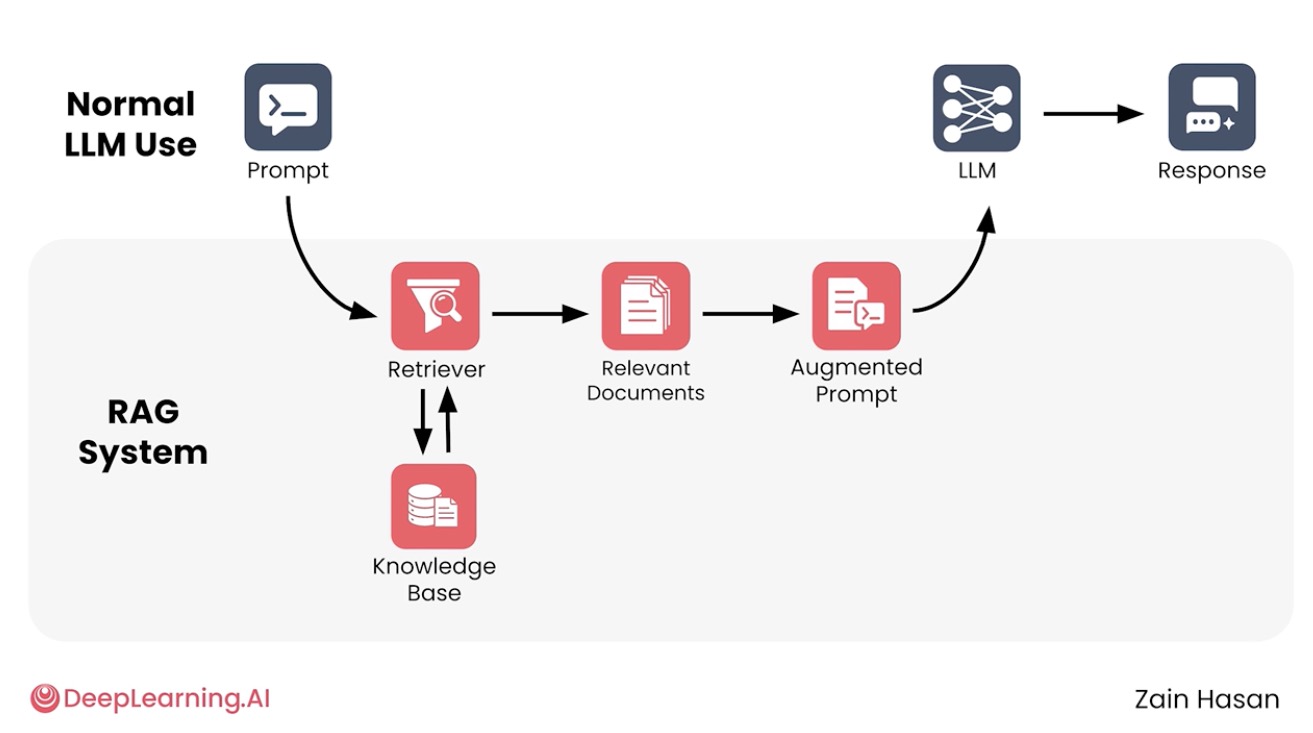 Normal
LLM Use
Prompt
LLM
Response
Retriever
Relevant
Documents
Augmented
Prompt
RAG
System
Knowledge
Base
DeepLearning.AI
Zain Hasan